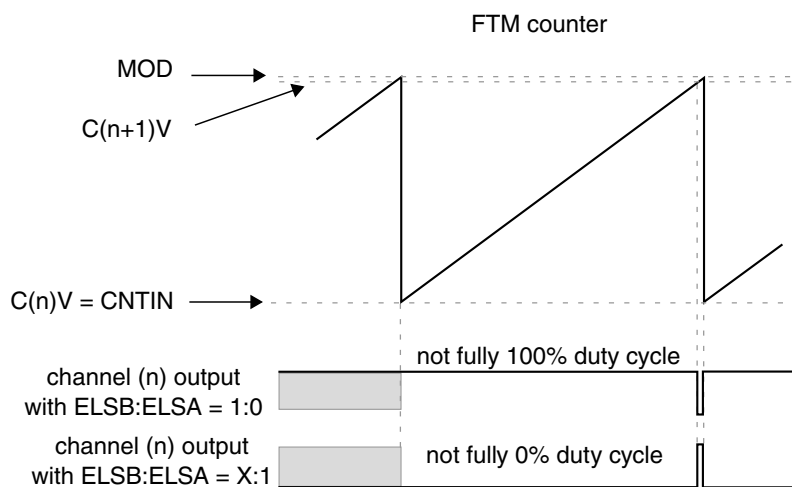 FTM counter
MOD
C(n+1)V
C(n)V = CNTIN
not fully 100% duty cycle
channel (n) output
with ELSB:ELSA = 1:0
channel (n) output
with ELSB:ELSA = X:1
not fully 0% duty cycle